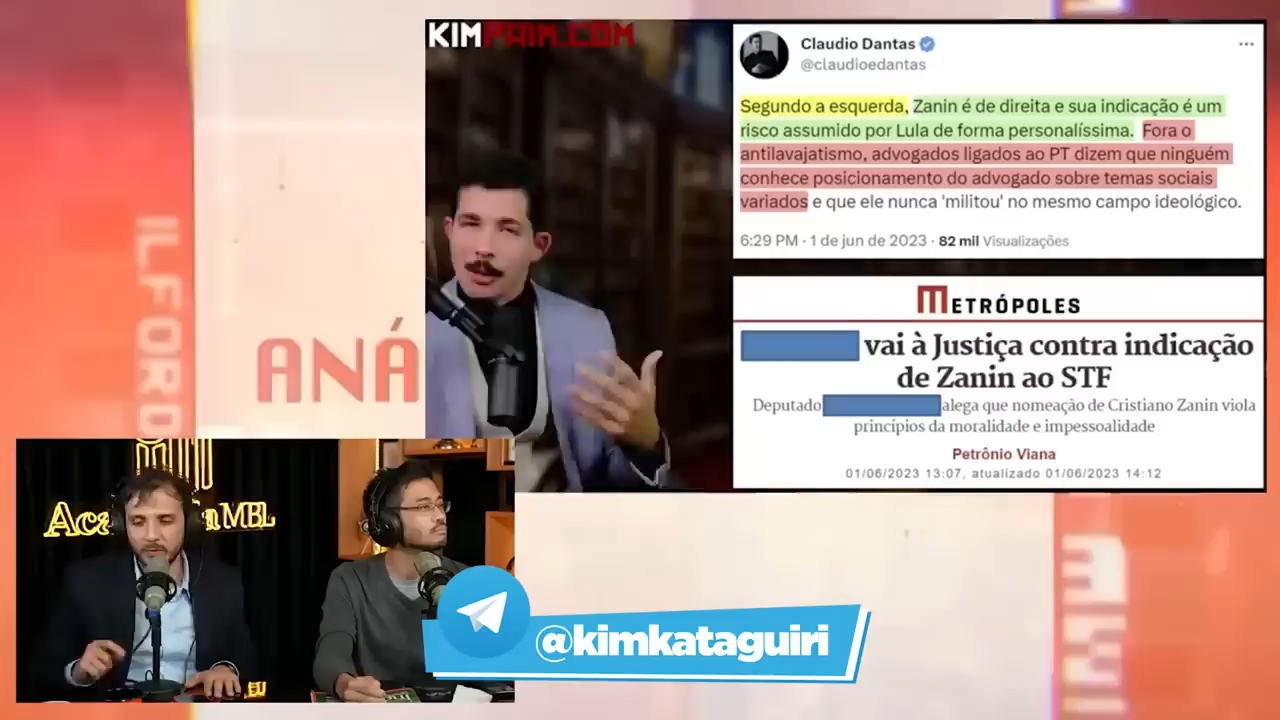 KIMPAIM.COM
Claudio Dantas
@claudioedantas
Segundo a esquerda, Zanin é de direita e sua indicação é um
risco assumido por Lula de forma personalíssima. Fora o
antilavajatismo, advogados ligados ao PT dizem que ninguém
conhece posicionamento do advogado sobre temas sociais
variados e que ele nunca 'militou' no mesmo campo ideológico.
6:29 PM · 1 de jun de 2023 · 82 mil Visualizações
METRÓPOLES
vai à Justiça contra indicação
de Zanin ao STF
Deputado alega que nomeação de Cristiano Zanin viola
princípios da moralidade e impessoalidade
Petrônio Viana
01/06/2023 13:07, atualizado 01/06/2023 14:12
ILFORD
ANÁ
MBL
@kimkataguiri